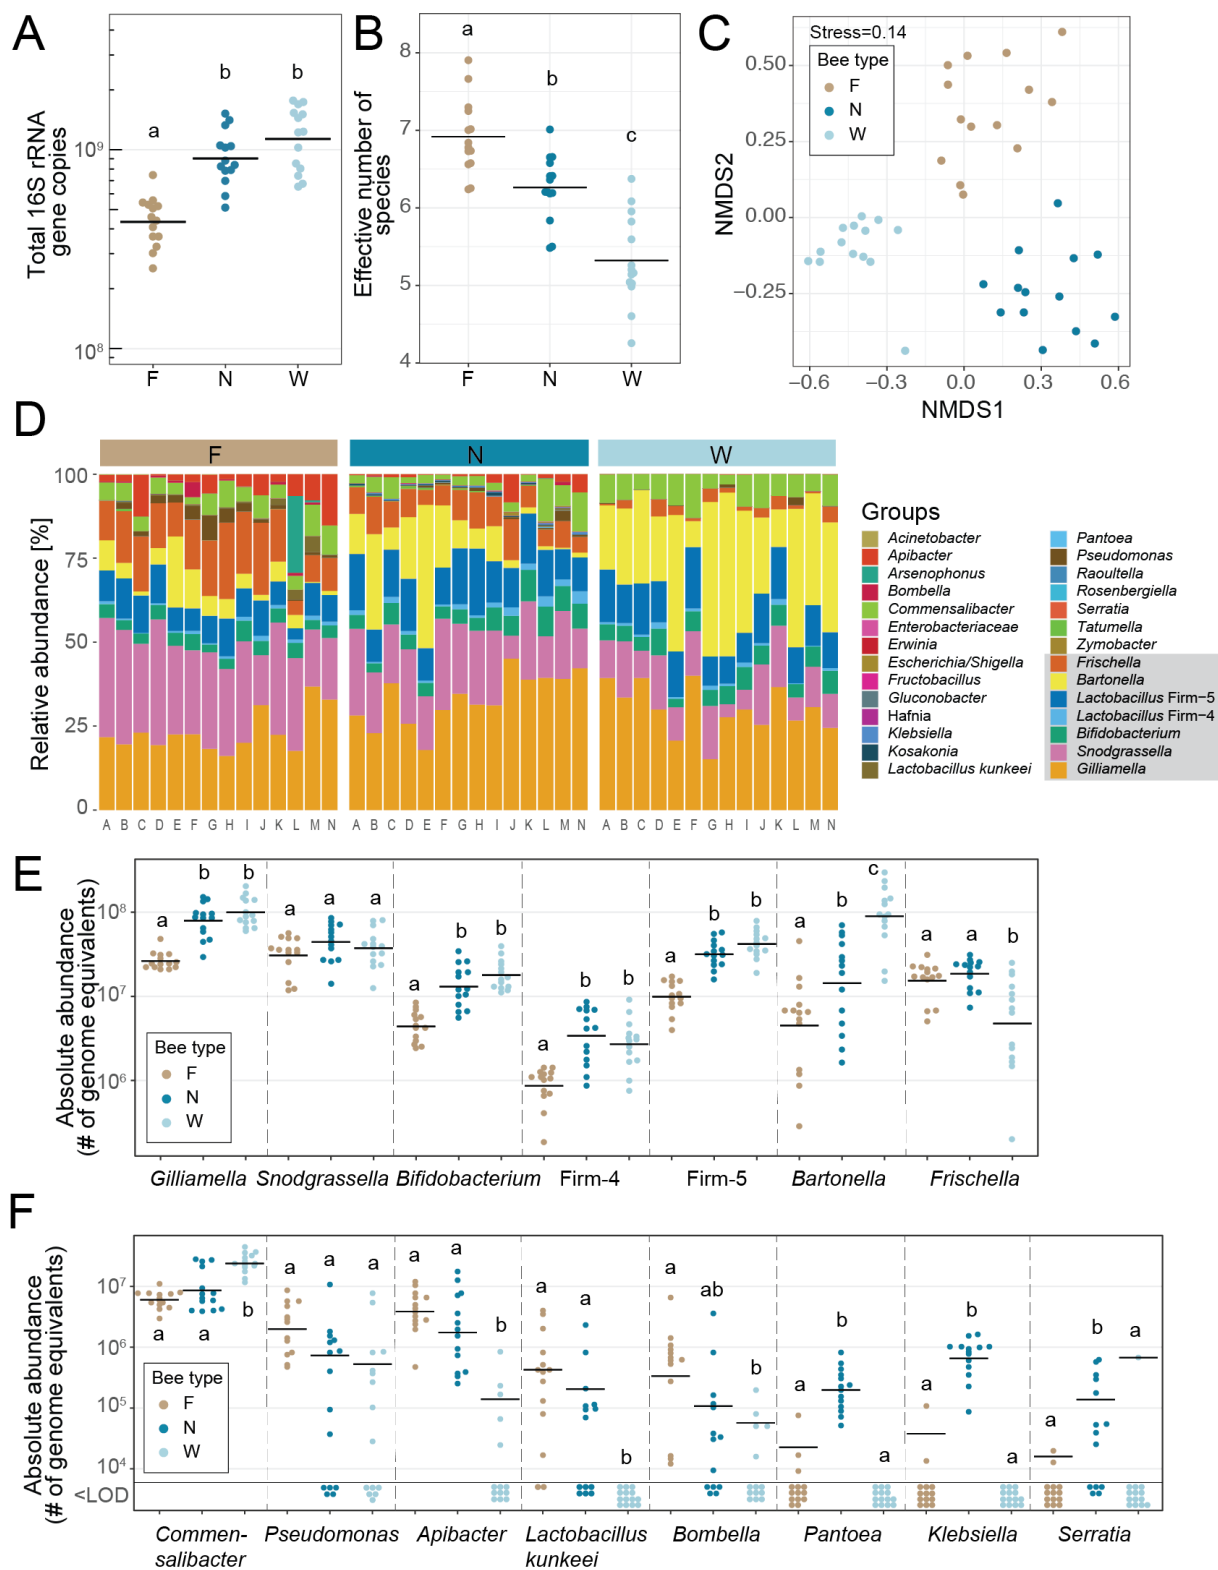 A
Total 16S rRNA
gene copies
10⁹
10⁸
a
b
b
F
N
W
B
Effective number of
species
8
7
6
5
4
a
b
c
F
N
W
C
Stress=0.14
Bee type
F
N
W
NMDS2
0.50
0.25
0.00
−0.25
−0.6
−0.3
0.0
0.3
0.6
NMDS1
D
F
N
W
Relative abundance [%]
100
75
50
25
0
A B C D E F G H I J K L M N
A B C D E F G H I J K L M N
A B C D E F G H I J K L M N
Groups
Acinetobacter
Apibacter
Arsenophonus
Bombella
Commensalibacter
Enterobacteriaceae
Erwinia
Escherichia/Shigella
Fructobacillus
Gluconobacter
Hafnia
Klebsiella
Kosakonia
Lactobacillus kunkeei
Pantoea
Pseudomonas
Raoultella
Rosenbergiella
Serratia
Tatumella
Zymobacter
Frischella
Bartonella
Lactobacillus Firm−5
Lactobacillus Firm−4
Bifidobacterium
Snodgrassella
Gilliamella
E
Absolute abundance
(# of genome equivalents)
10⁸
10⁷
10⁶
a b b
a a a
a b b
a b b
a b b
a b c
a a b
Bee type
F
N
W
Gilliamella
Snodgrassella
Bifidobacterium
Firm-4
Firm-5
Bartonella
Frischella
F
Absolute abundance
(# of genome equivalents)
10⁷
10⁶
10⁵
10⁴
<LOD
a a b
a a a
a a b
a a b
a ab b
a b a
a b a
a b a
Bee type
F
N
W
Commen-
salibacter
Pseudomonas
Apibacter
Lactobacillus
kunkeei
Bombella
Pantoea
Klebsiella
Serratia